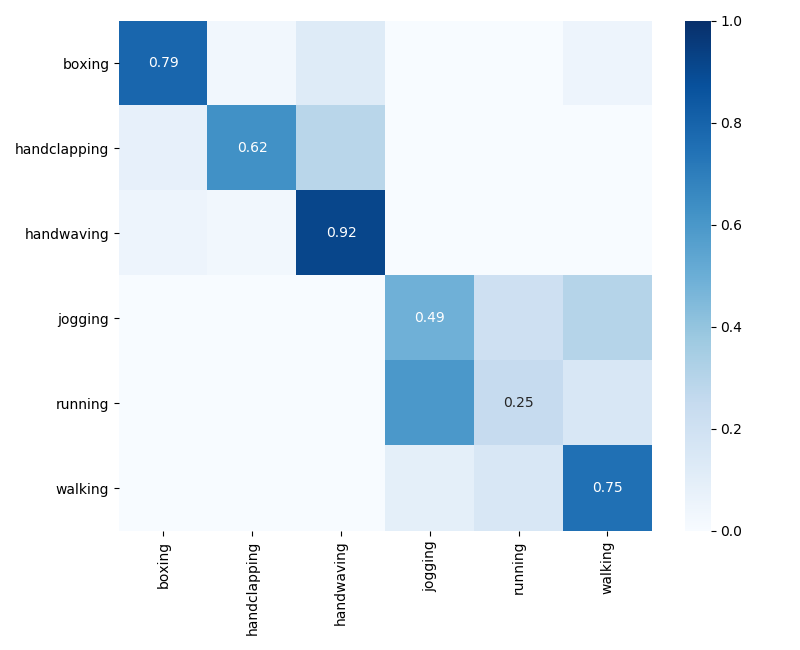 boxing
handclapping
handwaving
jogging
running
walking
0.79
0.62
0.92
0.49
0.25
0.75
boxing
handclapping
handwaving
jogging
running
walking
1.0
0.8
0.6
0.4
0.2
0.0